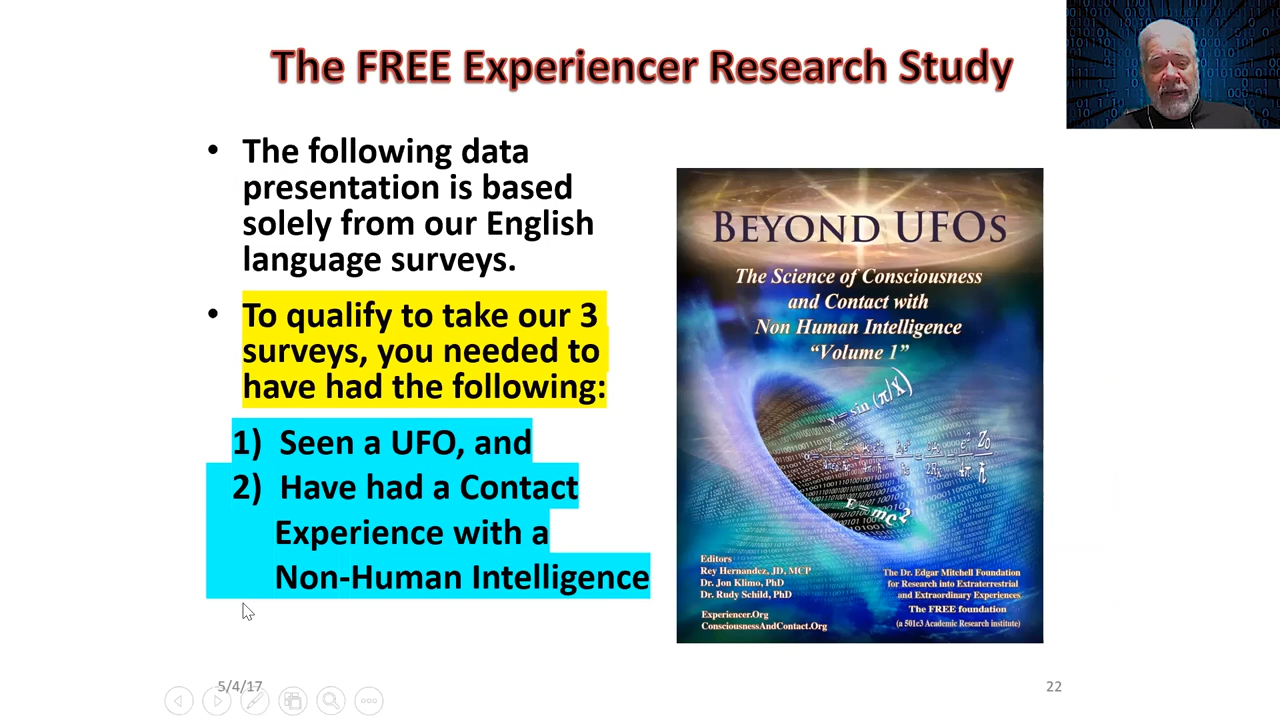 The FREE Experiencer Research Study
• The following data
presentation is based
solely from our English
language surveys.
• To qualify to take our 3
surveys, you needed to
have had the following:
1) Seen a UFO, and
2) Have had a Contact
Experience with a
Non-Human Intelligence
BEYOND UFOS
The Science of Consciousness
and Contact with
Non Human Intelligence
"Volume 1"
y = sin (π/X)
E=mc2
Editors
Rey Hernandez, JD, MCP
Dr. Jon Klimo, PhD
Dr. Rudy Schild, PhD
Experiencer.Org
ConsciousnessAndContact.Org
The Dr. Edgar Mitchell Foundation
for Research into Extraterrestrial
and Extraordinary Experiences
The FREE foundation
(a 501c3 Academic Research institute)
5/4/17
22